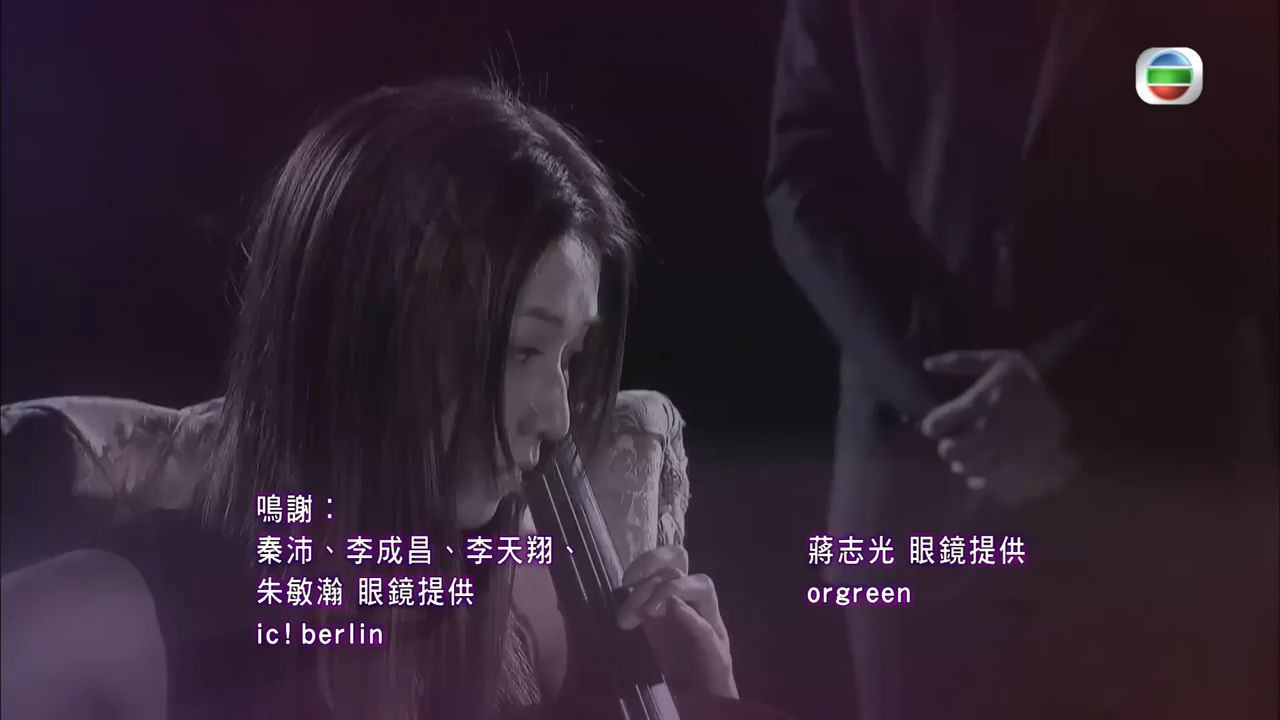 鳴謝：
秦沛、李成昌、李天翔、
朱敏瀚 眼鏡提供
ic! berlin
蔣志光 眼鏡提供
orgreen